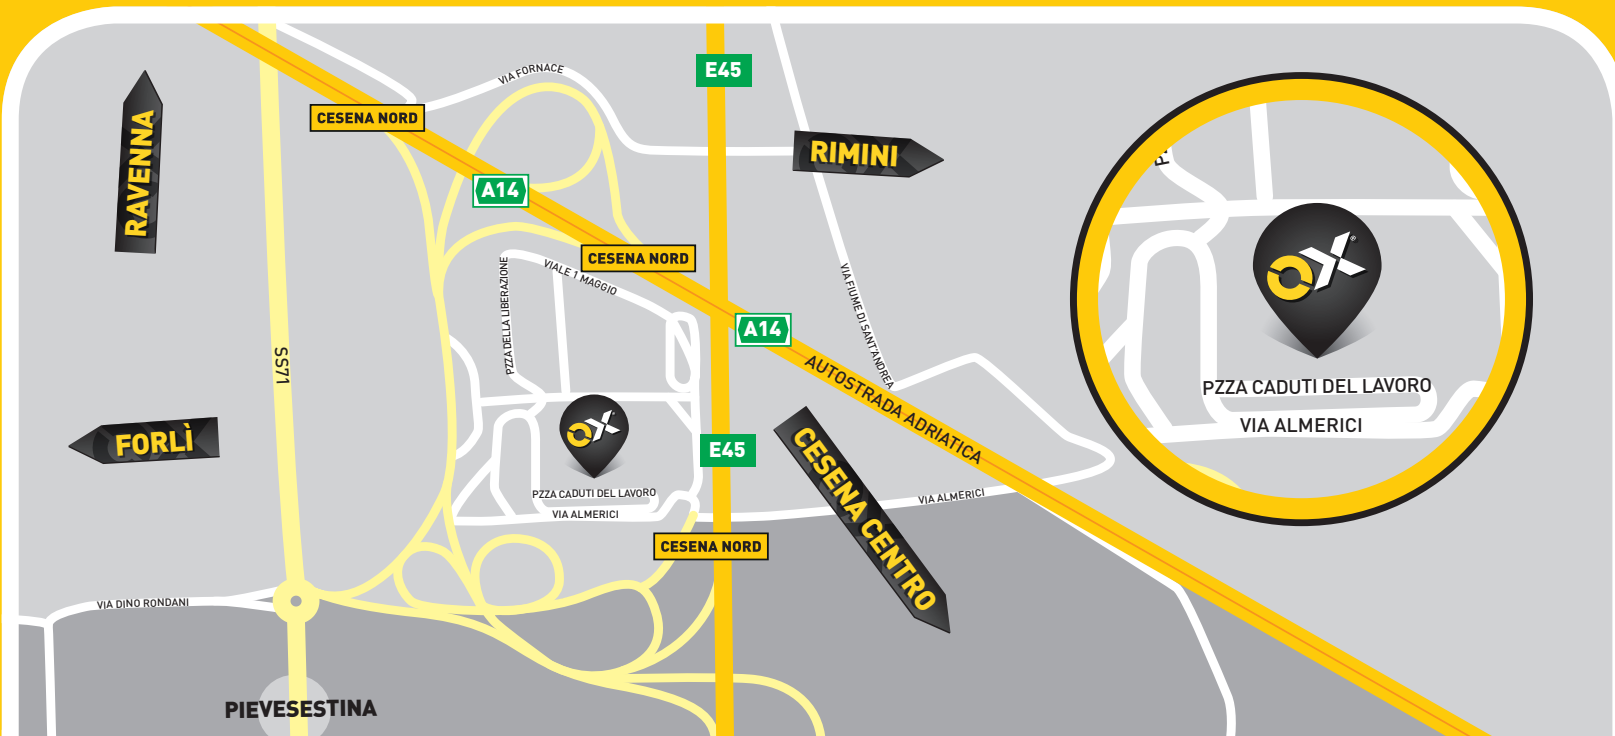 VIA FORNACE
E45
RAVENNA
CESENA NORD
RIMINI
A14
CESENA NORD
VIALE 1 MAGGIO
PZZA DELLA LIBERAZIONE
VIA FIUME DI SANT'ANDREA
A14
SS71
AUTOSTRADA ADRIATICA
FORLÌ
OX
®
E45
CESENA CENTRO
PZZA CADUTI DEL LAVORO
VIA ALMERICI
VIA ALMERICI
CESENA NORD
VIA DINO RONDANI
PIEVESESTINA
OX
®
PZZA CADUTI DEL LAVORO
VIA ALMERICI